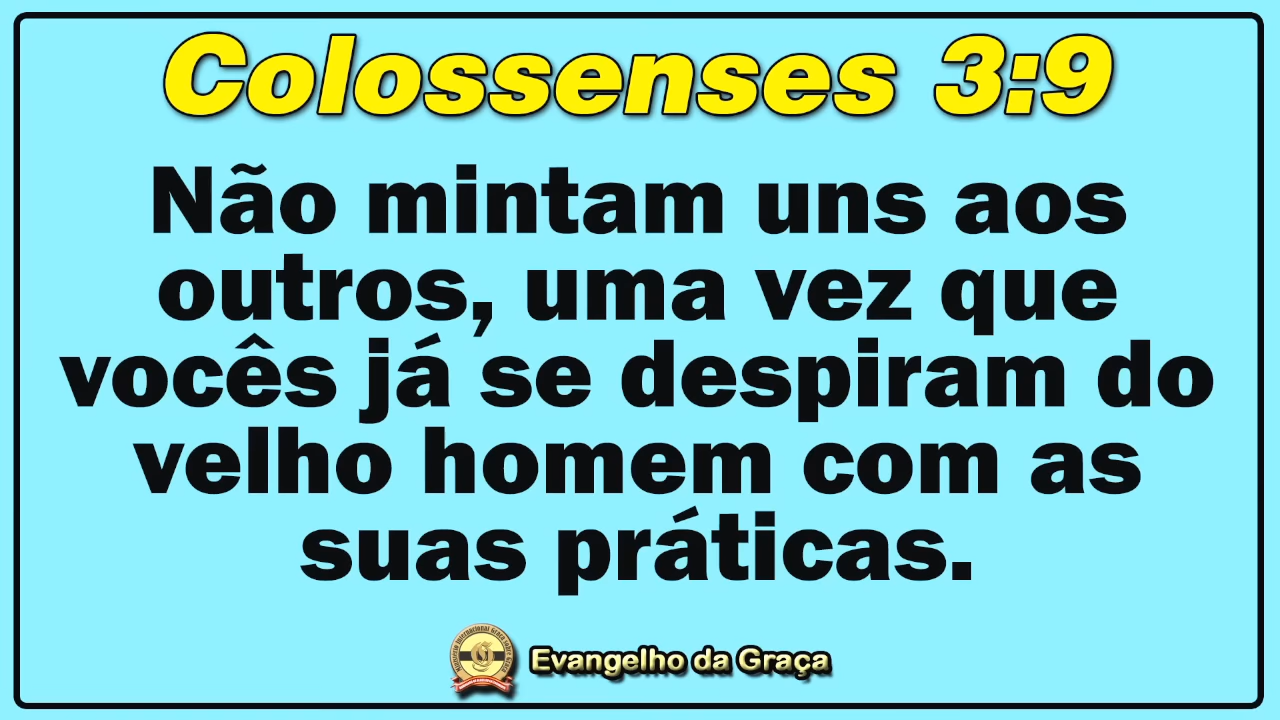 Colossenses 3:9
Não mintam uns aos
outros, uma vez que
vocês já se despiram do
velho homem com as
suas práticas.
Evangelho da Graça